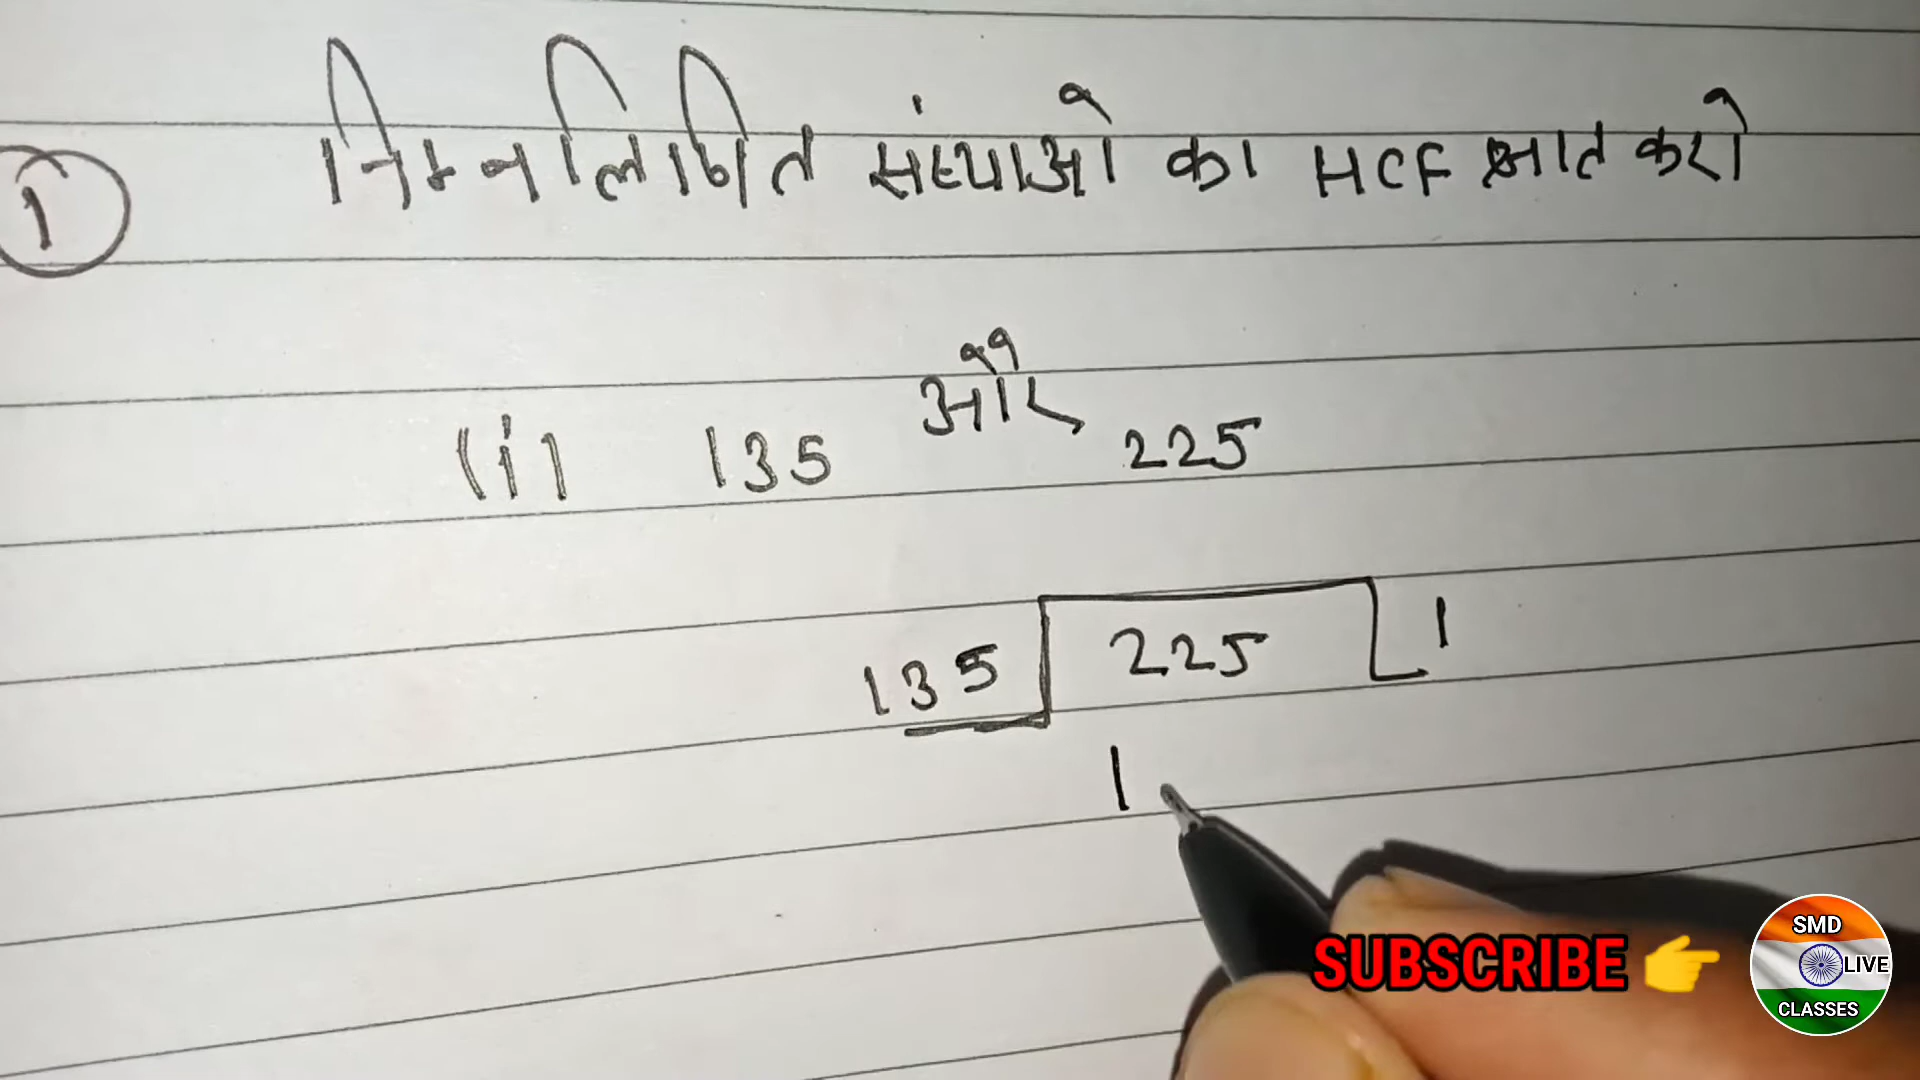 1 निम्नलिखित संख्याओं का HCF ज्ञात करो
(i) 135 और 225
135 225 1
1
SUBSCRIBE 👉
SMD
LIVE
CLASSES